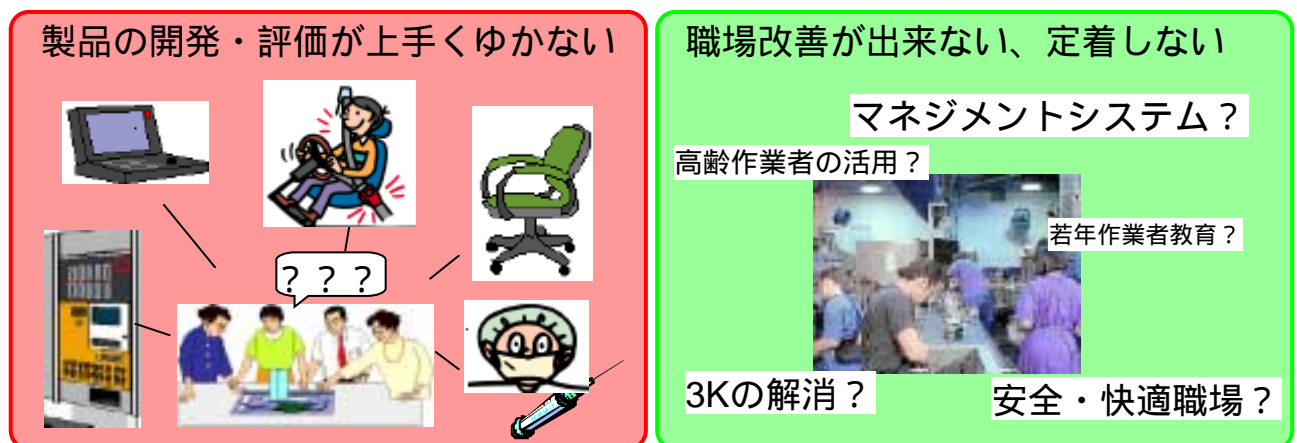 製品の開発・評価が上手くゆかない
？？？
職場改善が出来ない、定着しない
マネジメントシステム？
高齢作業者の活用？
若年作業者教育？
3Kの解消？
安全・快適職場？